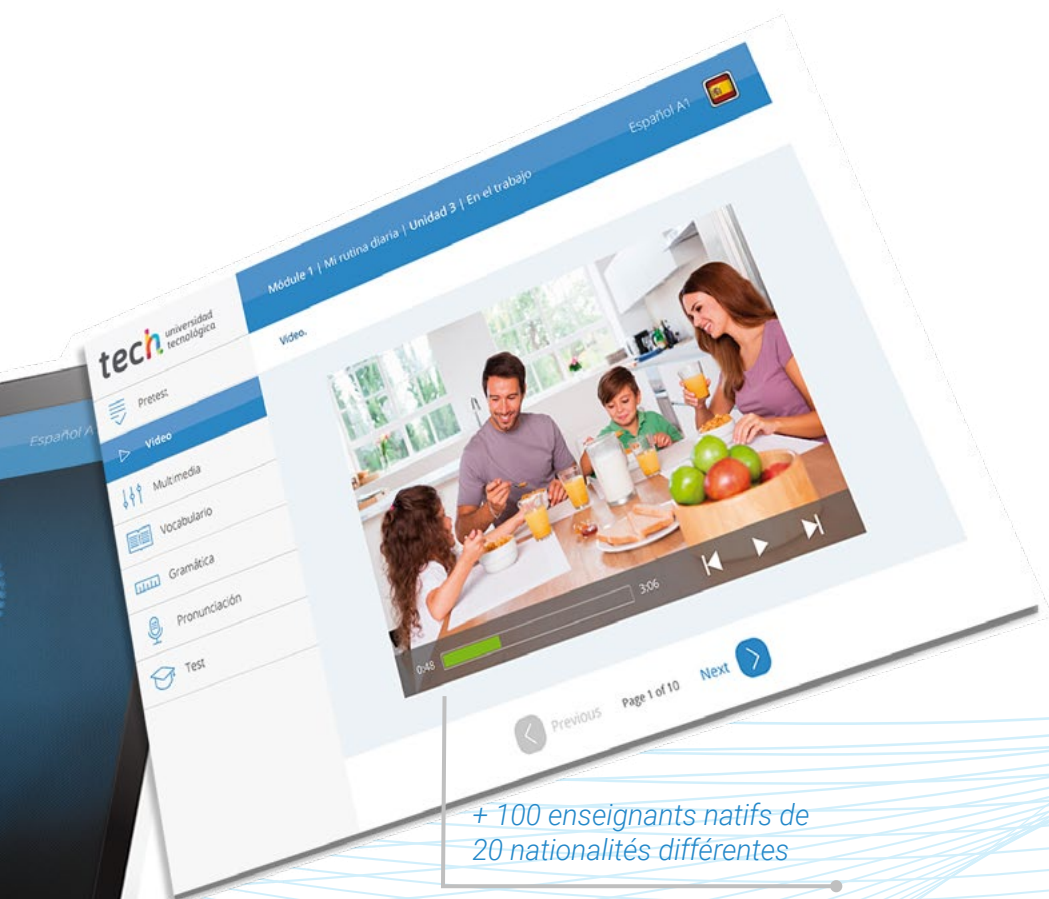 Español A1
Módule 1 | Mi rutina diaria | Unidad 3 | En el trabajo
tech universidad
tecnológica
Video.
Pretest
Video
Multimedia
Vocabulario
Gramática
Pronunciación
Test
Español A
0:48
3:06
Previous
Page 1 of 10
Next
+ 100 enseignants natifs de
20 nationalités différentes